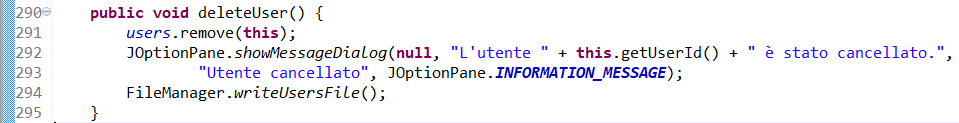 290 public void deleteUser() {
291 users.remove(this);
292 JOptionPane.showMessageDialog(null, "L'utente " + this.getUserId() + " è stato cancellato.",
293 "Utente cancellato", JOptionPane.INFORMATION_MESSAGE);
294 FileManager.writeUsersFile();
295 }